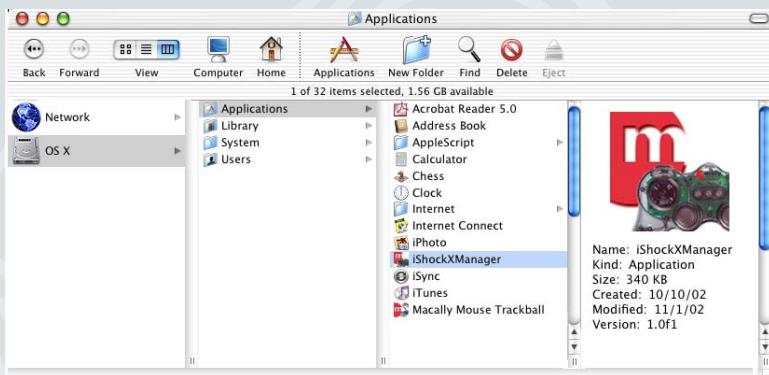 Applications
Back Forward View Computer Home Applications New Folder Find Delete Eject
1 of 32 items selected, 1.56 GB available
Network
OS X
Applications
Library
System
Users
Acrobat Reader 5.0
Address Book
AppleScript
Calculator
Chess
Clock
Internet
Internet Connect
iPhoto
iShockXManager
iSync
iTunes
Macally Mouse Trackball
m
Name: iShockXManager
Kind: Application
Size: 340 KB
Created: 10/10/02
Modified: 11/1/02
Version: 1.0f1